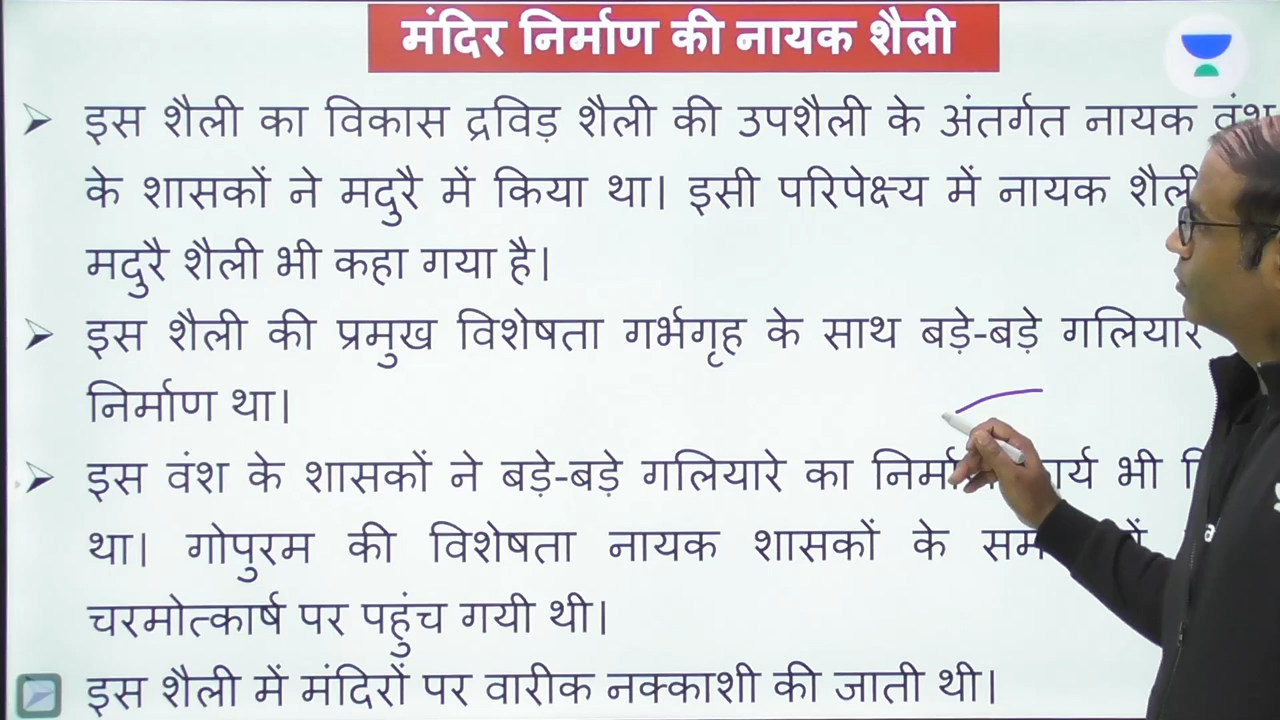 मंदिर निर्माण की नायक शैली
इस शैली का विकास द्रविड़ शैली की उपशैली के अंतर्गत नायक वंश
के शासकों ने मदुरै में किया था। इसी परिपेक्ष्य में नायक शैली
मदुरै शैली भी कहा गया है।
इस शैली की प्रमुख विशेषता गर्भगृह के साथ बड़े-बड़े
निर्माण था।
इस वंश के शासकों ने बड़े-बड़े गलियारे का भी
था। गोपुरम की विशेषता नायक शासकों के
चरमोत्कार्ष पर पहुंच गयी थी।
इस शैली में मंदिरों पर वारीक नक्काशी की जाती थी।